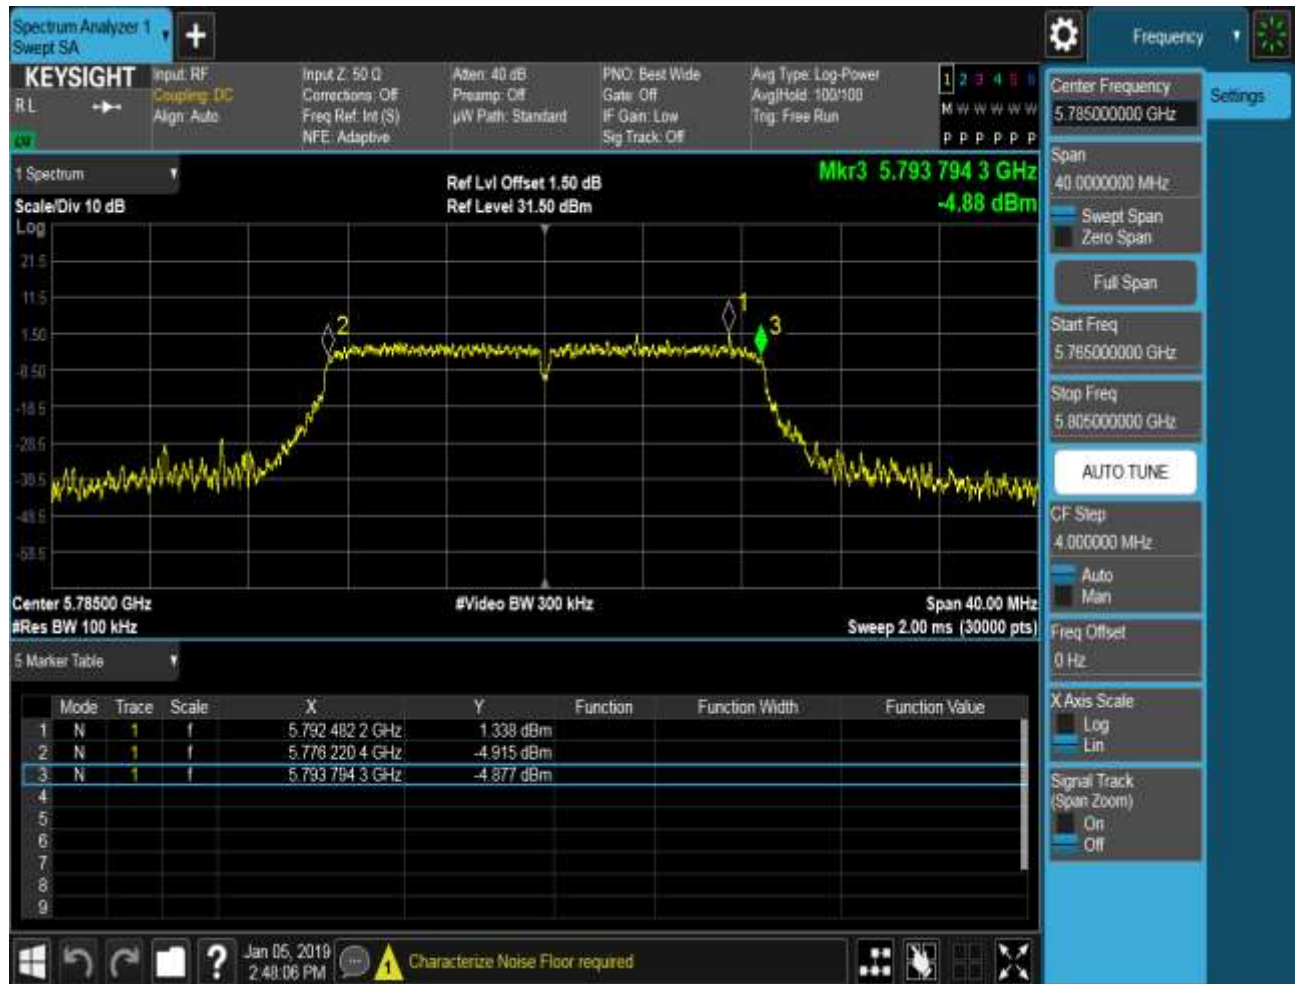 Spectrum Analyzer 1
Swept SA
Frequency
KEYSIGHT
R L
Input: RF
Coupling: DC
Align: Auto
Input Z: 50 Ω
Corrections: Off
Freq Ref: Int (S)
NFE: Adaptive
Atten: 40 dB
Preamp: Off
µW Path: Standard
PNO: Best Wide
Gate: Off
IF Gain: Low
Sig Track: Off
Avg Type: Log-Power
Avg|Hold: 100/100
Trig: Free Run
1 2 3 4 5 6
M W W W W W
P P P P P P
1 Spectrum
Scale/Div 10 dB
Ref Lvl Offset 1.50 dB
Ref Level 31.50 dBm
Mkr3 5.793 794 3 GHz
-4.88 dBm
Log
21.5
11.5
1.50
-8.50
-18.5
-28.5
-38.5
-48.5
-58.5
1
2
3
Center 5.78500 GHz
#Res BW 100 kHz
#Video BW 300 kHz
Span 40.00 MHz
Sweep 2.00 ms (30000 pts)
5 Marker Table
Mode Trace Scale X Y Function Function Width Function Value
1 N 1 f 5.792 482 2 GHz 1.338 dBm
2 N 1 f 5.776 220 4 GHz -4.915 dBm
3 N 1 f 5.793 794 3 GHz -4.877 dBm
4
5
6
7
8
9
Jan 05, 2019
2:48:06 PM
Characterize Noise Floor required
Settings
Center Frequency
5.785000000 GHz
Span
40.0000000 MHz
Swept Span
Zero Span
Full Span
Start Freq
5.765000000 GHz
Stop Freq
5.805000000 GHz
AUTO TUNE
CF Step
4.000000 MHz
Auto
Man
Freq Offset
0 Hz
X Axis Scale
Log
Lin
Signal Track
(Span Zoom)
On
Off